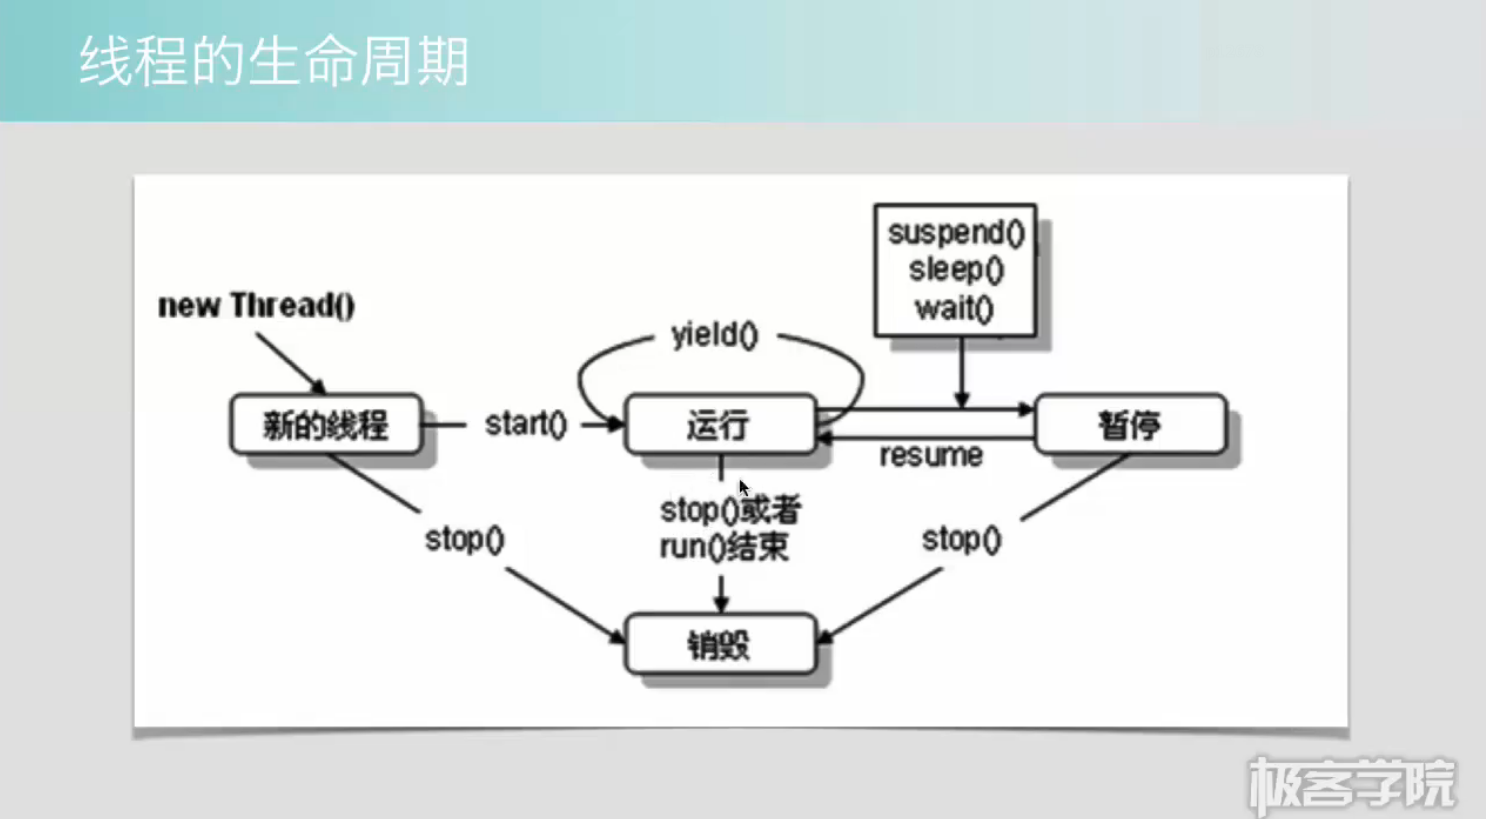 线程的生命周期
suspend()
sleep()
wait()
new Thread()
yield()
新的线程
start()
运行
暂停
resume
stop()或者
run()结束
stop()
stop()
销毁
极客学院